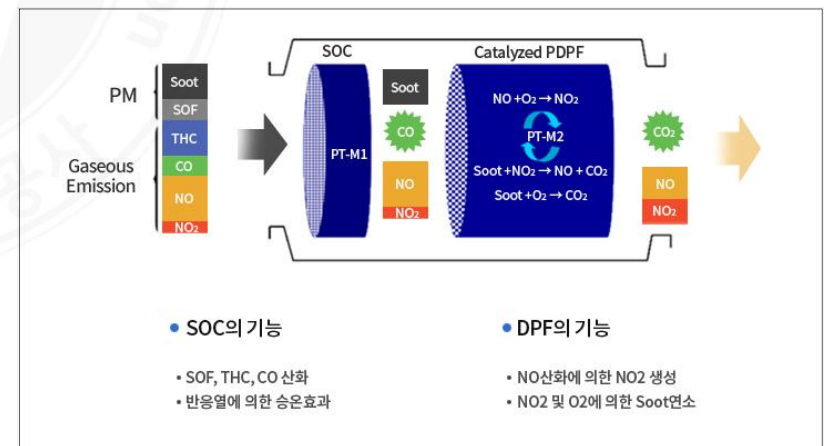 SOC
Catalyzed PDPF
PM
Soot
SOF
Gaseous
Emission
THC
CO
NO
NO₂
PT-M1
Soot
CO
NO
NO₂
NO +O₂ → NO₂
PT-M2
Soot +NO₂ → NO + CO₂
Soot +O₂ → CO₂
CO₂
NO
NO₂
• SOC의 기능
• SOF, THC, CO 산화
• 반응열에 의한 승온효과
• DPF의 기능
• NO산화에 의한 NO2 생성
• NO2 및 O2에 의한 Soot연소